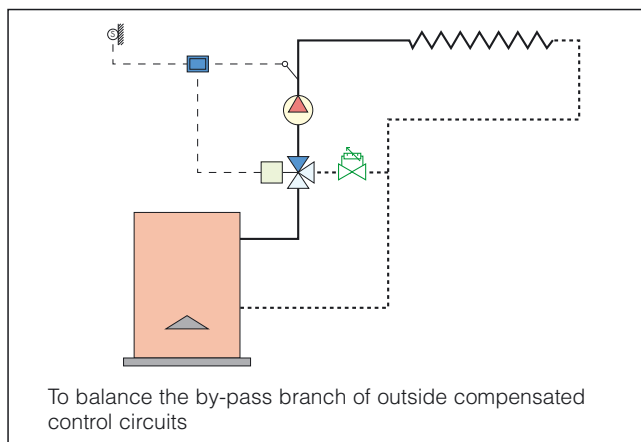 S
To balance the by-pass branch of outside compensated
control circuits